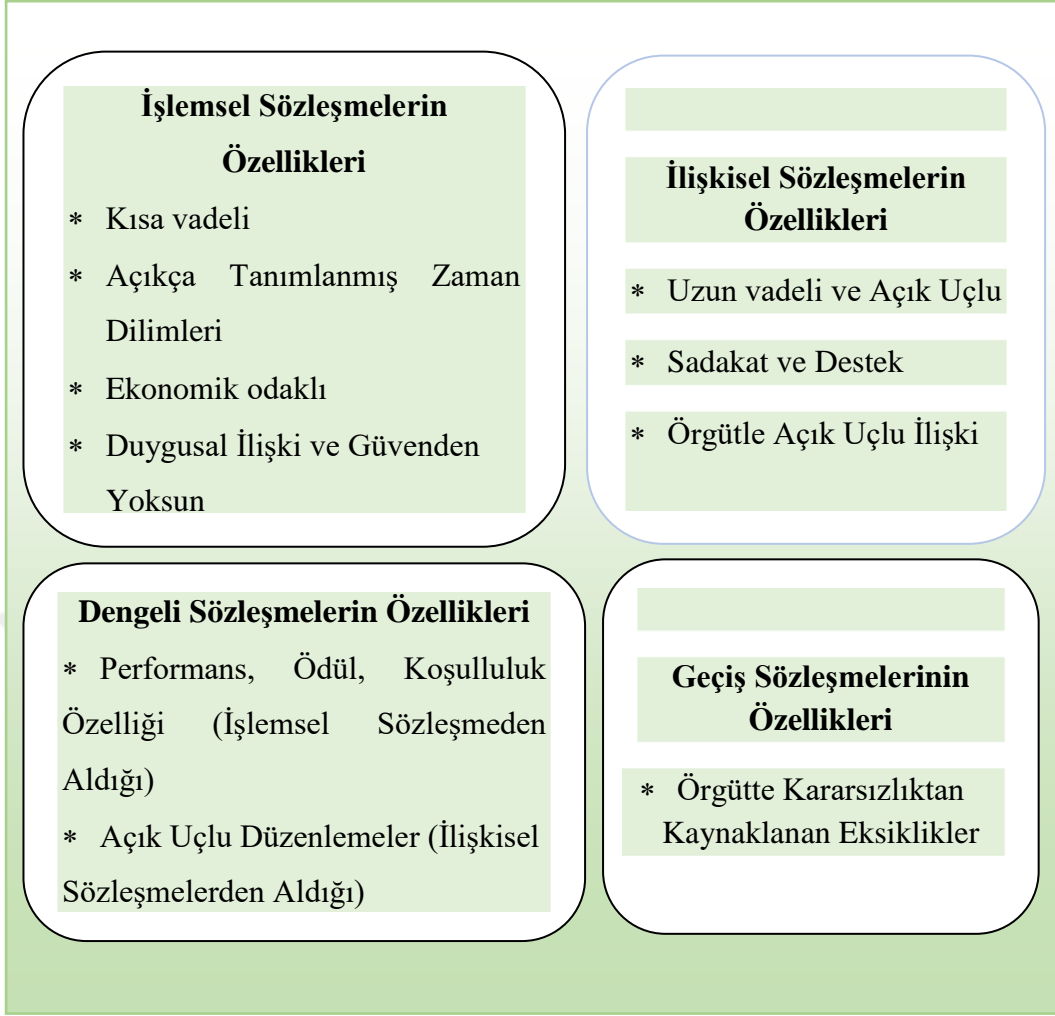 İşlemsel Sözleşmelerin
Özellikleri
* Kısa vadeli
* Açıkça Tanımlanmış Zaman
Dilimleri
* Ekonomik odaklı
* Duygusal İlişki ve Güvenden
Yoksun
İlişkisel Sözleşmelerin
Özellikleri
* Uzun vadeli ve Açık Uçlu
* Sadakat ve Destek
* Örgütle Açık Uçlu İlişki
Dengeli Sözleşmelerin Özellikleri
* Performans, Ödül, Koşulluluk
Özelliği (İşlemsel Sözleşmeden
Aldığı)
* Açık Uçlu Düzenlemeler (İlişkisel
Sözleşmelerden Aldığı)
Geçiş Sözleşmelerinin
Özellikleri
* Örgütte Kararsızlıktan
Kaynaklanan Eksiklikler